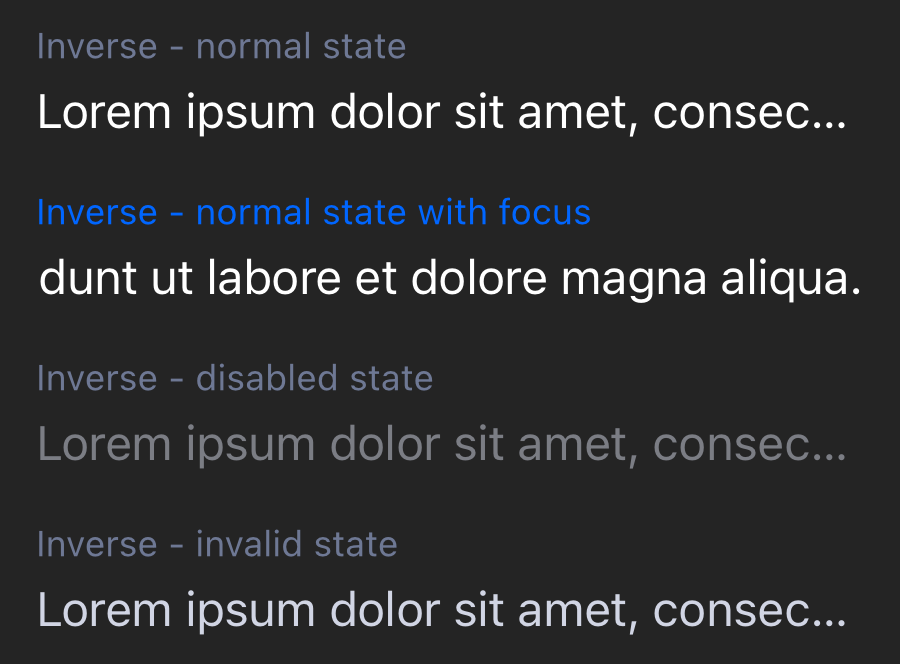 Inverse - normal state
Lorem ipsum dolor sit amet, consec...
Inverse - normal state with focus
dunt ut labore et dolore magna aliqua.
Inverse - disabled state
Lorem ipsum dolor sit amet, consec...
Inverse - invalid state
Lorem ipsum dolor sit amet, consec...